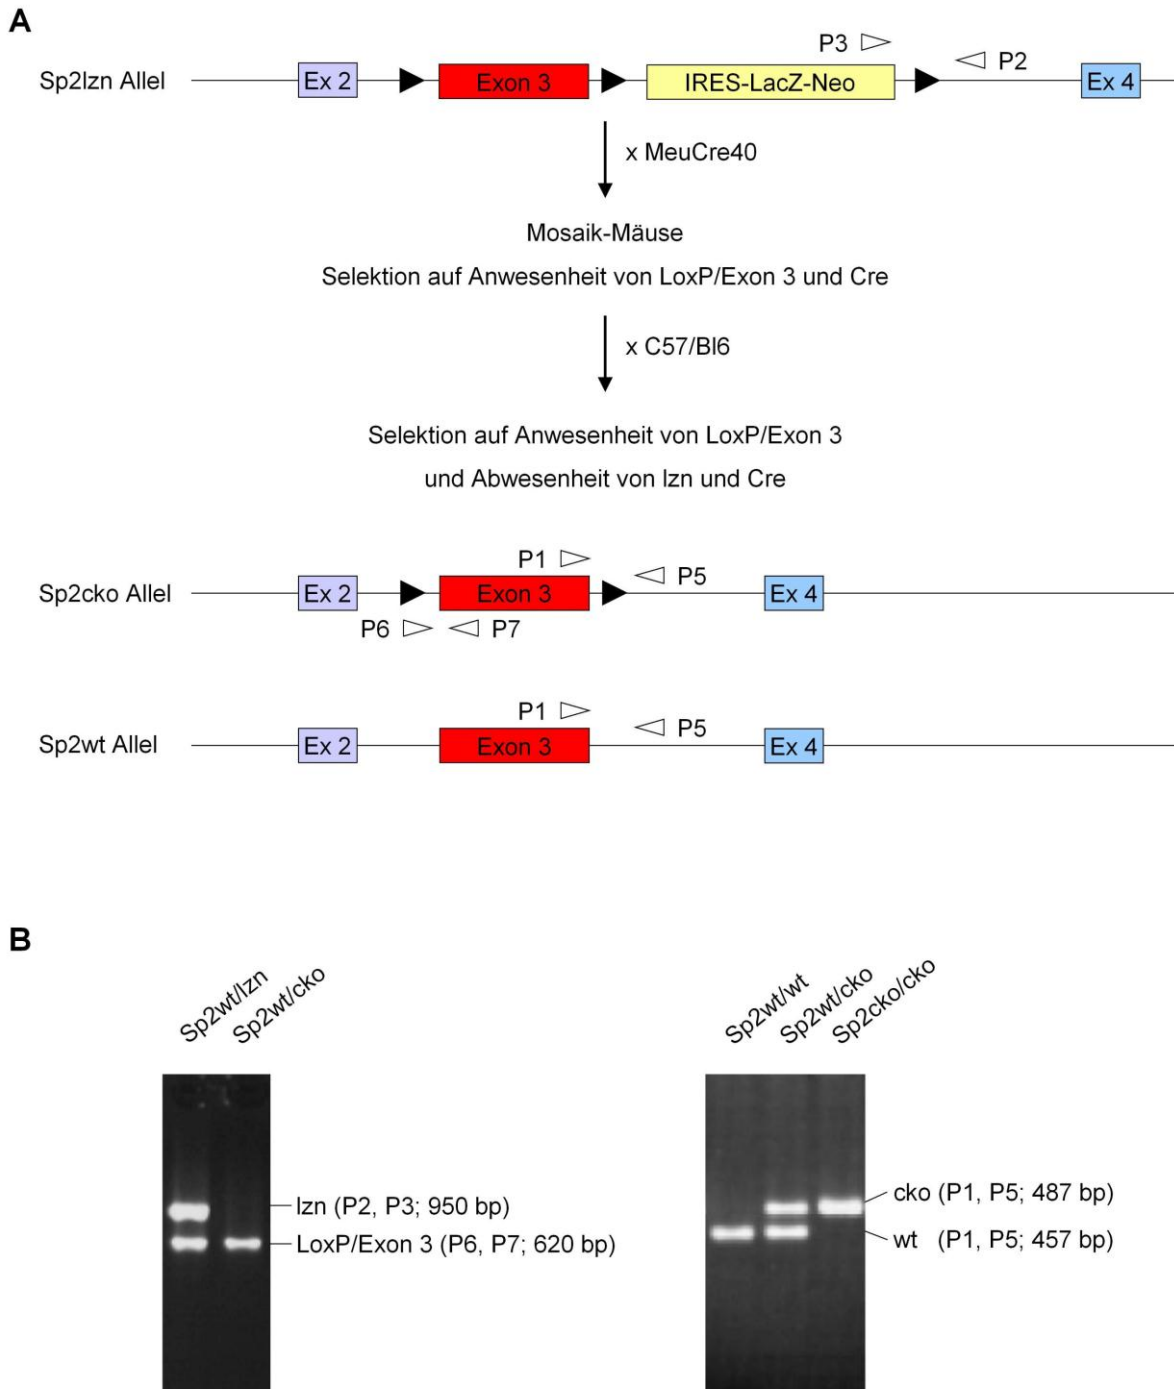 A
P3
P2
Sp2lzn Allel
Ex 2
Exon 3
IRES-LacZ-Neo
Ex 4
x MeuCre40
Mosaik-Mäuse
Selektion auf Anwesenheit von LoxP/Exon 3 und Cre
x C57/Bl6
Selektion auf Anwesenheit von LoxP/Exon 3
und Abwesenheit von lzn und Cre
P1
P5
Sp2cko Allel
Ex 2
Exon 3
Ex 4
P6
P7
P1
P5
Sp2wt Allel
Ex 2
Exon 3
Ex 4
B
Sp2wt/lzn
Sp2wt/cko
lzn (P2, P3; 950 bp)
LoxP/Exon 3 (P6, P7; 620 bp)
Sp2wt/wt
Sp2wt/cko
Sp2cko/cko
cko (P1, P5; 487 bp)
wt (P1, P5; 457 bp)